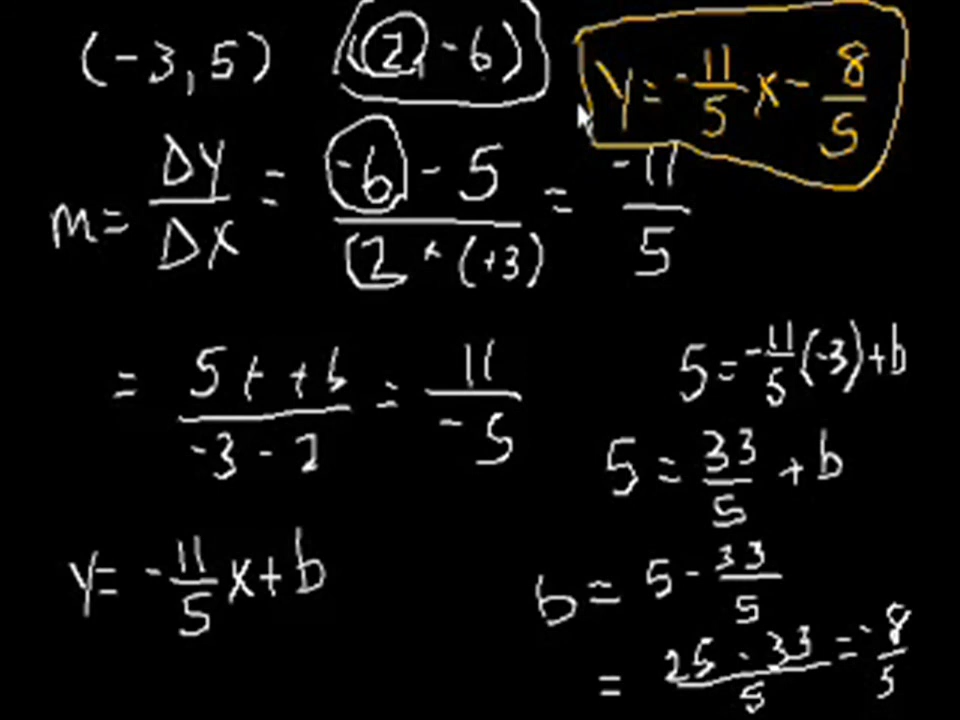 (-3,5) (2,-6) Y=-11/5 X-8/5
m=ΔY/ΔX = -6-5/2+(+3) = -11/5
= 5++6/-3-2 = 11/-5
5=-11/5(-3)+b
5=33/5+b
Y=-11/5X+b
b=5-33/5
=25-33/5=-8/5